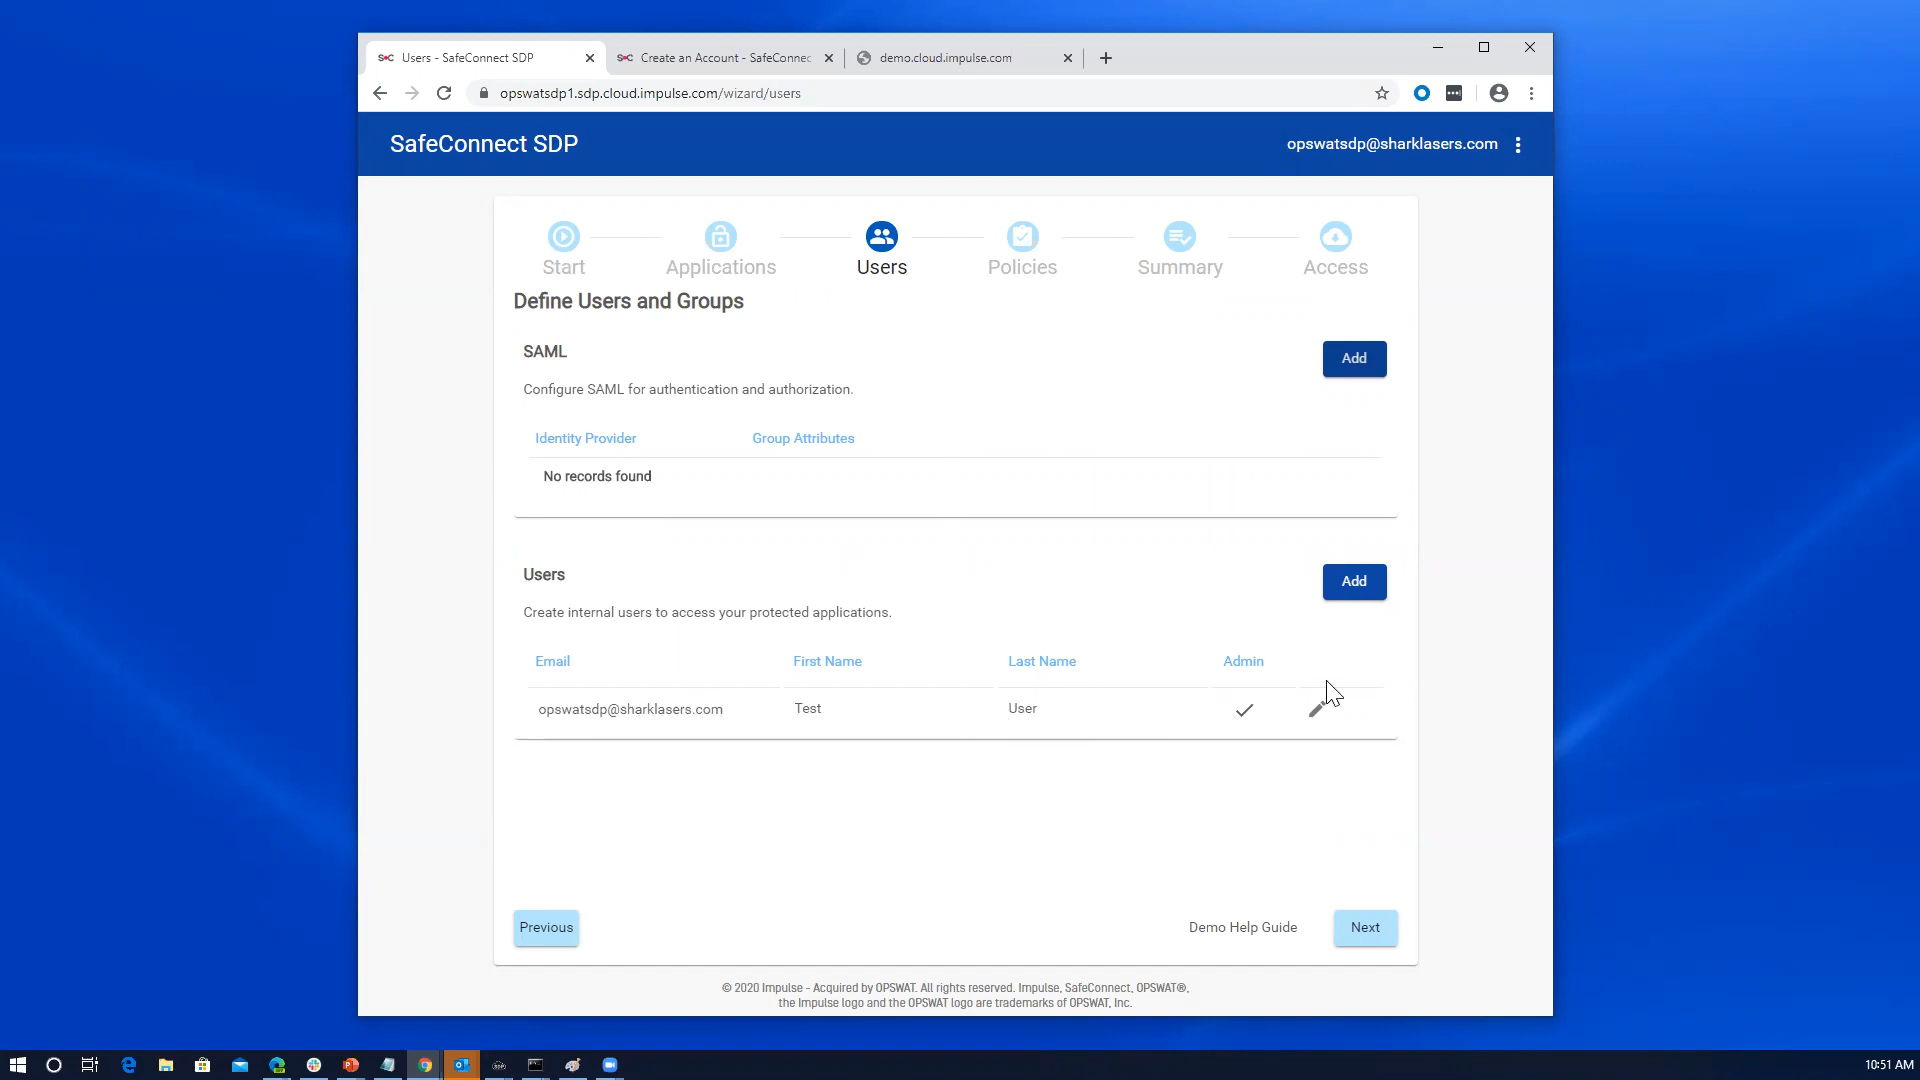 Users - SafeConnect SDP
Create an Account - SafeConnec
demo.cloud.impulse.com
opswatsdp1.sdp.cloud.impulse.com/wizard/users
SafeConnect SDP
opswatsdp@sharklasers.com
Start
Applications
Users
Policies
Summary
Access
Define Users and Groups
SAML
Add
Configure SAML for authentication and authorization.
Identity Provider
Group Attributes
No records found
Users
Add
Create internal users to access your protected applications.
Email
First Name
Last Name
Admin
opswatsdp@sharklasers.com
Test
User
Previous
Demo Help Guide
Next
© 2020 Impulse - Acquired by OPSWAT. All rights reserved. Impulse, SafeConnect, OPSWAT®,
the Impulse logo and the OPSWAT logo are trademarks of OPSWAT, Inc.
10:51 AM